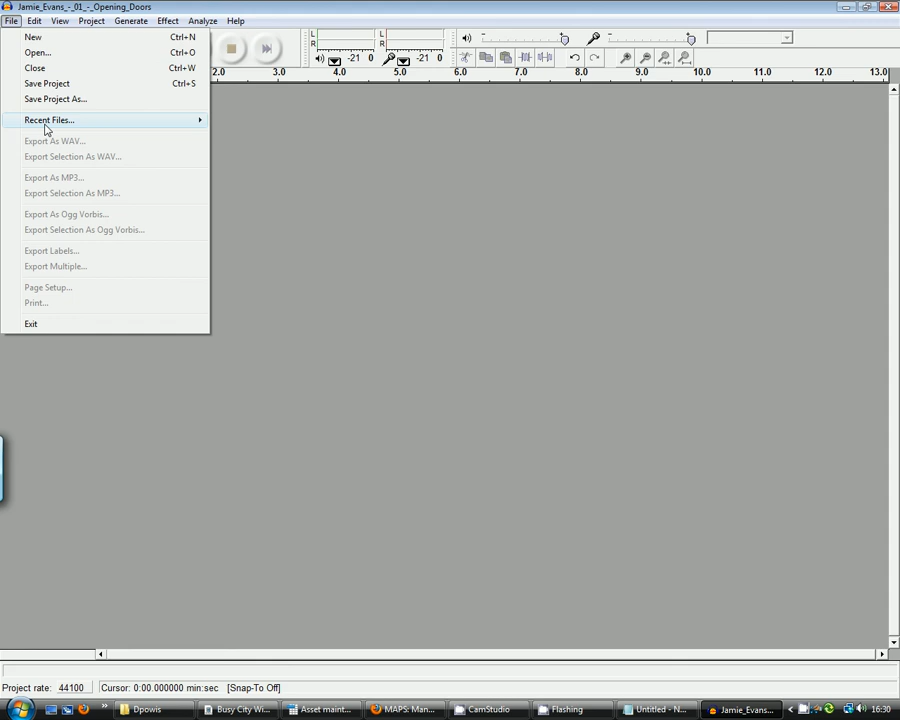 Jamie_Evans_-_01_-_Opening_Doors
File Edit View Project Generate Effect Analyze Help
New Ctrl+N
Open... Ctrl+O
Close Ctrl+W
Save Project Ctrl+S
Save Project As...
Recent Files...
Export As WAV...
Export Selection As WAV...
Export As MP3...
Export Selection As MP3...
Export As Ogg Vorbis...
Export Selection As Ogg Vorbis...
Export Labels...
Export Multiple...
Page Setup...
Print...
Exit
L
R
-21 0
L
R
-21 0
2.0 3.0 4.0 5.0 6.0 7.0 8.0 9.0 10.0 11.0 12.0 13.0
Project rate: 44100 Cursor: 0:00.000000 min:sec [Snap-To Off]
Dpowis Busy City Wi... Asset maint... MAPS: Man... CamStudio Flashing Untitled - N... Jamie_Evans... 16:30